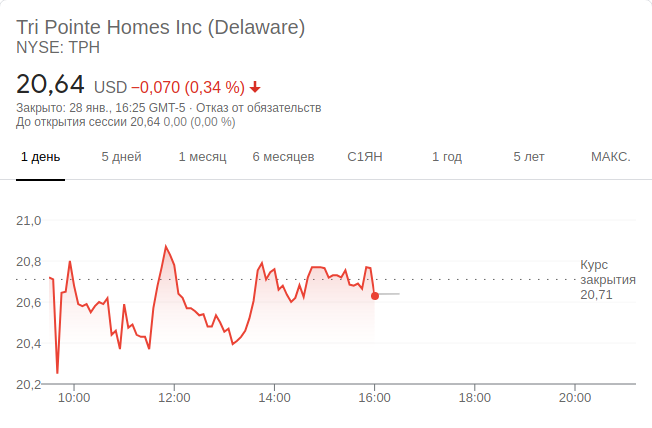 Tri Pointe Homes Inc (Delaware)
NYSE: TPH
20,64 USD −0,070 (0,34 %)
Закрыто: 28 янв., 16:25 GMT-5 · Отказ от обязательств
До открытия сессии 20,64 0,00 (0,00 %)
1 день 5 дней 1 месяц 6 месяцев С1ЯН 1 год 5 лет МАКС.
21,0
20,8
Курс
закрытия
20,71
20,6
20,4
20,2
10:00 12:00 14:00 16:00 18:00 20:00